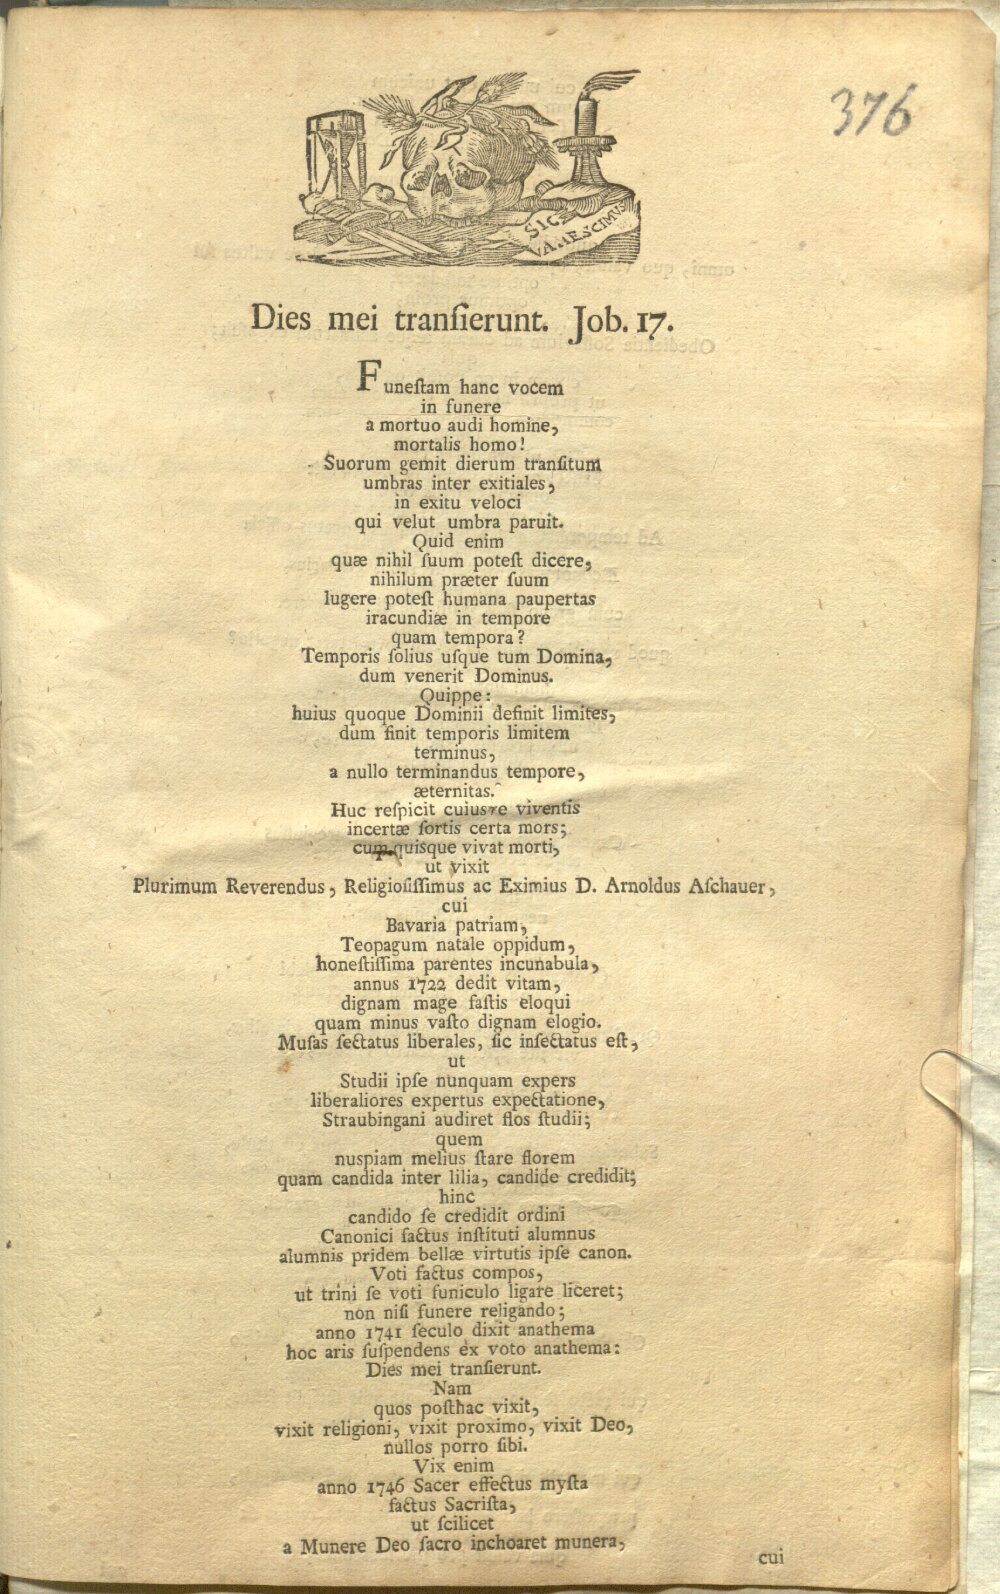 376
SIC
VANESCIMUS
Dies mei tranſierunt. Job. 17.
Funeſtam hanc vocem
in funere
a mortuo audi homine,
mortalis homo!
Suorum gemit dierum tranſitum
umbras inter exitiales,
in exitu veloci
qui velut umbra paruit.
Quid enim
quæ nihil ſuum poteſt dicere,
nihilum præter ſuum
lugere poteſt humana paupertas
iracundiæ in tempore
quam tempora?
Temporis ſolius uſque tum Domina,
dum venerit Dominus.
Quippe:
huius quoque Dominii definit limites,
dum finit temporis limitem
terminus,
a nullo terminandus tempore,
æternitas.
Huc reſpicit cuiusve viventis
incertæ ſortis certa mors;
cum quisque vivat morti,
ut vixit
Plurimum Reverendus, Religioſiſſimus ac Eximius D. Arnoldus Aſchauer,
cui
Bavaria patriam,
Teopagum natale oppidum,
honeſtiſſima parentes incunabula,
annus 1722 dedit vitam,
dignam mage faſtis eloqui
quam minus vaſto dignam elogio.
Muſas ſectatus liberales, ſic inſectatus eſt,
ut
Studii ipſe nunquam expers
liberaliores expertus expectatione,
Straubingani audiret flos ſtudii;
quem
nuspiam melius ſtare florem
quam candida inter lilia, candide credidit;
hinc
candido ſe credidit ordini
Canonici factus inſtituti alumnus
alumnis pridem bellæ virtutis ipſe canon.
Voti factus compos,
ut trini ſe voti funiculo ligare liceret;
non niſi funere religando;
anno 1741 ſeculo dixit anathema
hoc aris ſuſpendens ex voto anathema:
Dies mei tranſierunt.
Nam
quos poſthac vixit,
vixit religioni, vixit proximo, vixit Deo,
nullos porro ſibi.
Vix enim
anno 1746 Sacer effectus myſta
factus Sacriſta,
ut ſcilicet
a Munere Deo ſacro inchoaret munera,
cui